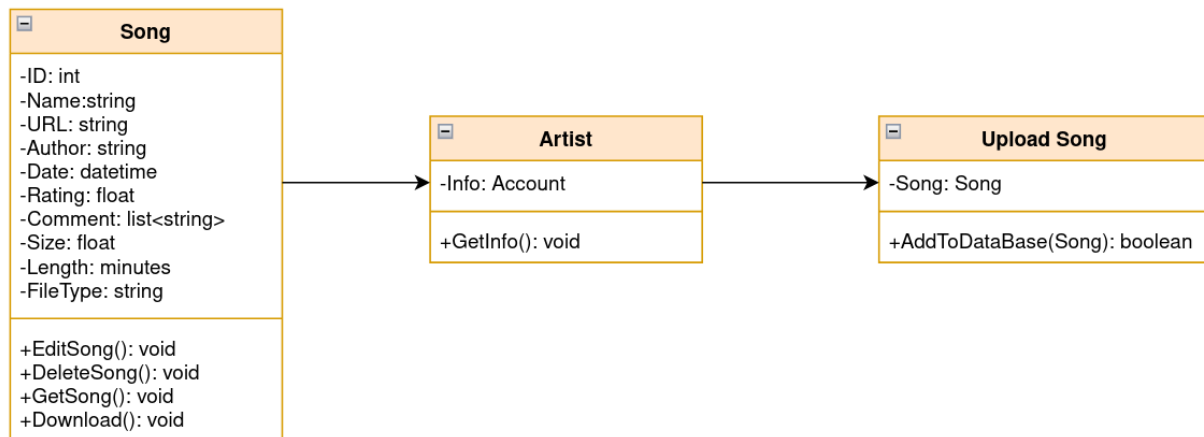 Song
-ID: int
-Name:string
-URL: string
-Author: string
-Date: datetime
-Rating: float
-Comment: list<string>
-Size: float
-Length: minutes
-FileType: string
+EditSong(): void
+DeleteSong(): void
+GetSong(): void
+Download(): void
Artist
-Info: Account
+GetInfo(): void
Upload Song
-Song: Song
+AddToDataBase(Song): boolean